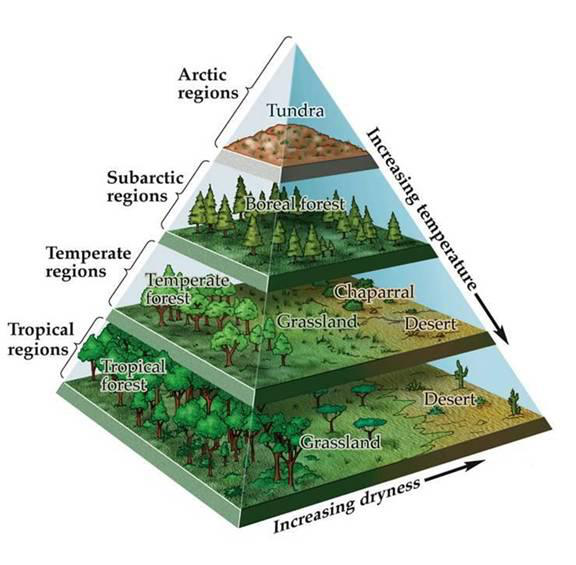 Arctic
regions
Tundra
Subarctic
regions
Boreal forest
Increasing temperature
Temperate
regions
Temperate
forest
Chaparral
Grassland
Desert
Tropical
regions
Tropical
forest
Desert
Grassland
Increasing dryness